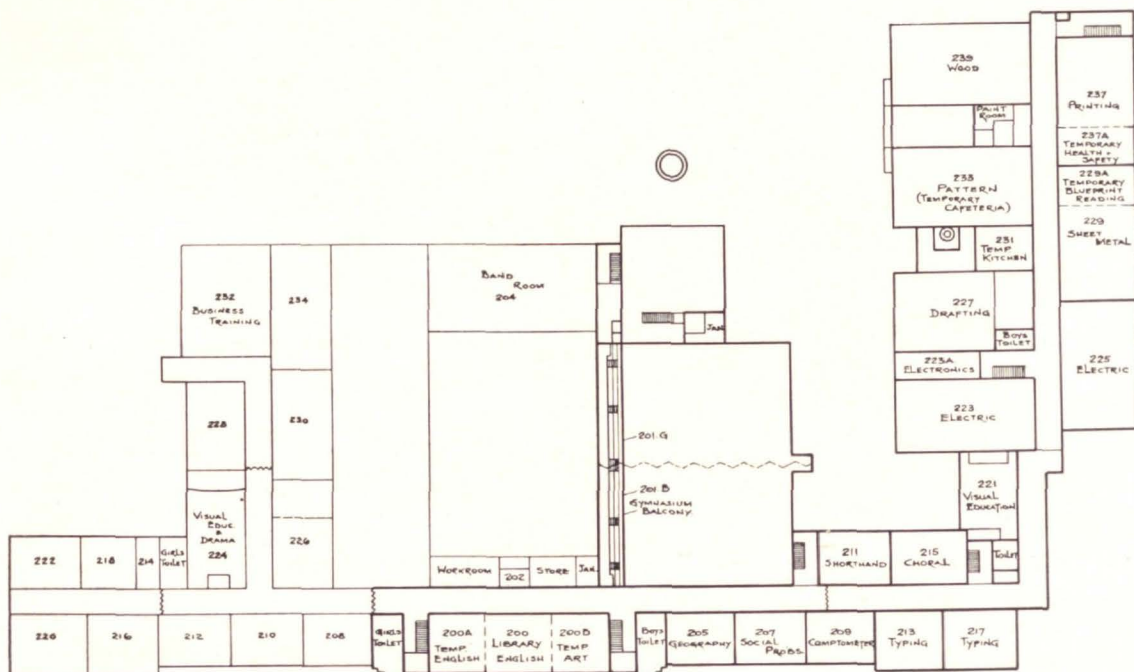 239
WOOD
PAINT
ROOM
237
PRINTING
237A
TEMPORARY
HEALTH &
SAFETY
233
PATTERN
(TEMPORARY
CAFETERIA)
229A
TEMPORARY
BLUEPRINT
READING
229
SHEET
METAL
231
TEMP.
KITCHEN
232
BUSINESS
TRAINING
234
BAND
ROOM
204
JAN.
227
DRAFTING
BOYS
TOILET
223A
ELECTRONICS
225
ELECTRIC
223
ELECTRIC
228
230
201 G
201 B
GYMNASIUM
BALCONY
221
VISUAL
EDUCATION
VISUAL
EDUC.
&
DRAMA
224
226
222
218
214
GIRLS
TOILET
WORKROOM
202
STORE
JAN.
211
SHORTHAND
215
CHORAL
TOILET
220
216
212
210
208
GIRLS
TOILET
200A
TEMP.
ENGLISH
200
LIBRARY
ENGLISH
200B
TEMP.
ART
BOYS
TOILET
205
GEOGRAPHY
207
SOCIAL
PROBS.
209
COMPTOMETER
213
TYPING
217
TYPING